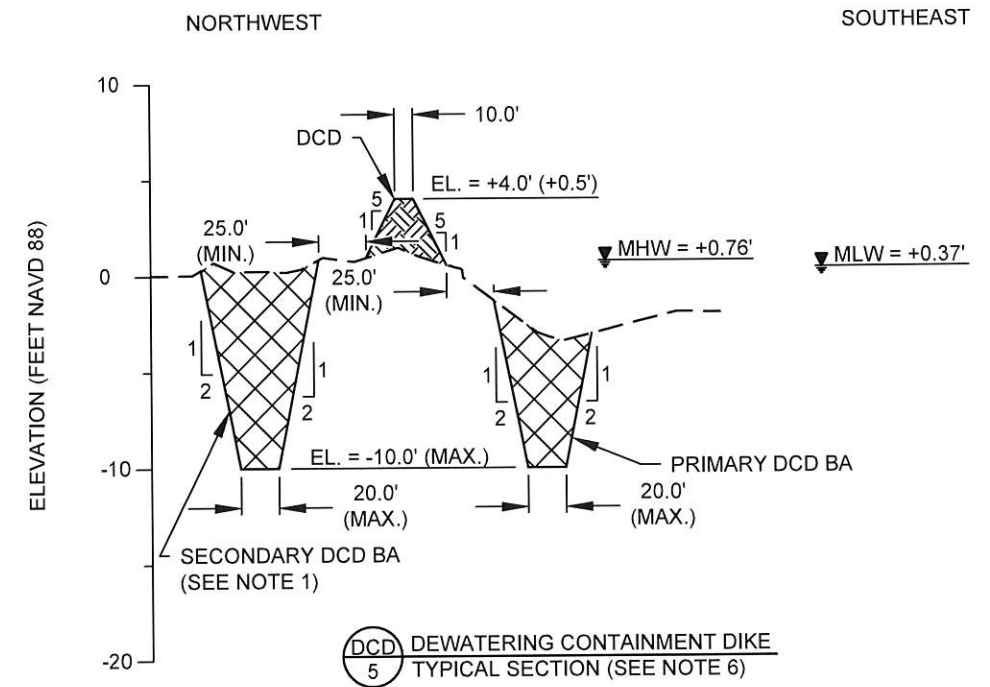 NORTHWEST
SOUTHEAST
10
10.0'
DCD
EL. = +4.0' (+0.5')
5
1
5
1
25.0'
(MIN.)
MHW = +0.76'
MLW = +0.37'
0
25.0'
(MIN.)
ELEVATION (FEET NAVD 88)
1
2
1
2
1
2
1
2
EL. = -10.0' (MAX.)
PRIMARY DCD BA
-10
20.0'
(MAX.)
20.0'
(MAX.)
SECONDARY DCD BA
(SEE NOTE 1)
DCD
5
DEWATERING CONTAINMENT DIKE
TYPICAL SECTION (SEE NOTE 6)
-20